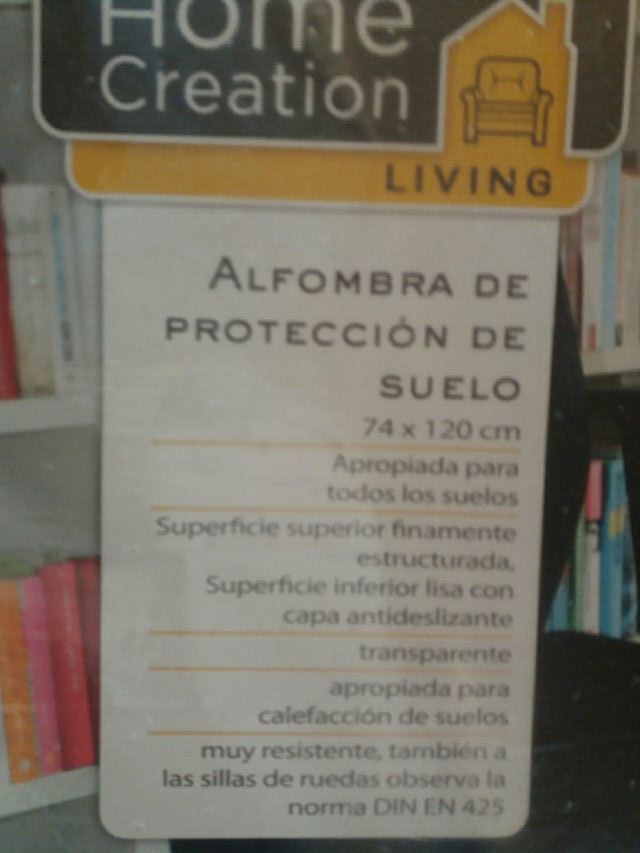 Home
Creation
LIVING
ALFOMBRA DE
PROTECCIÓN DE
SUELO
74 x 120 cm
Apropiada para
todos los suelos
Superficie superior finamente
estructurada,
Superficie inferior lisa con
capa antideslizante
transparente
apropiada para
calefacción de suelos
muy resistente, también a
las sillas de ruedas observa la
norma DIN EN 425